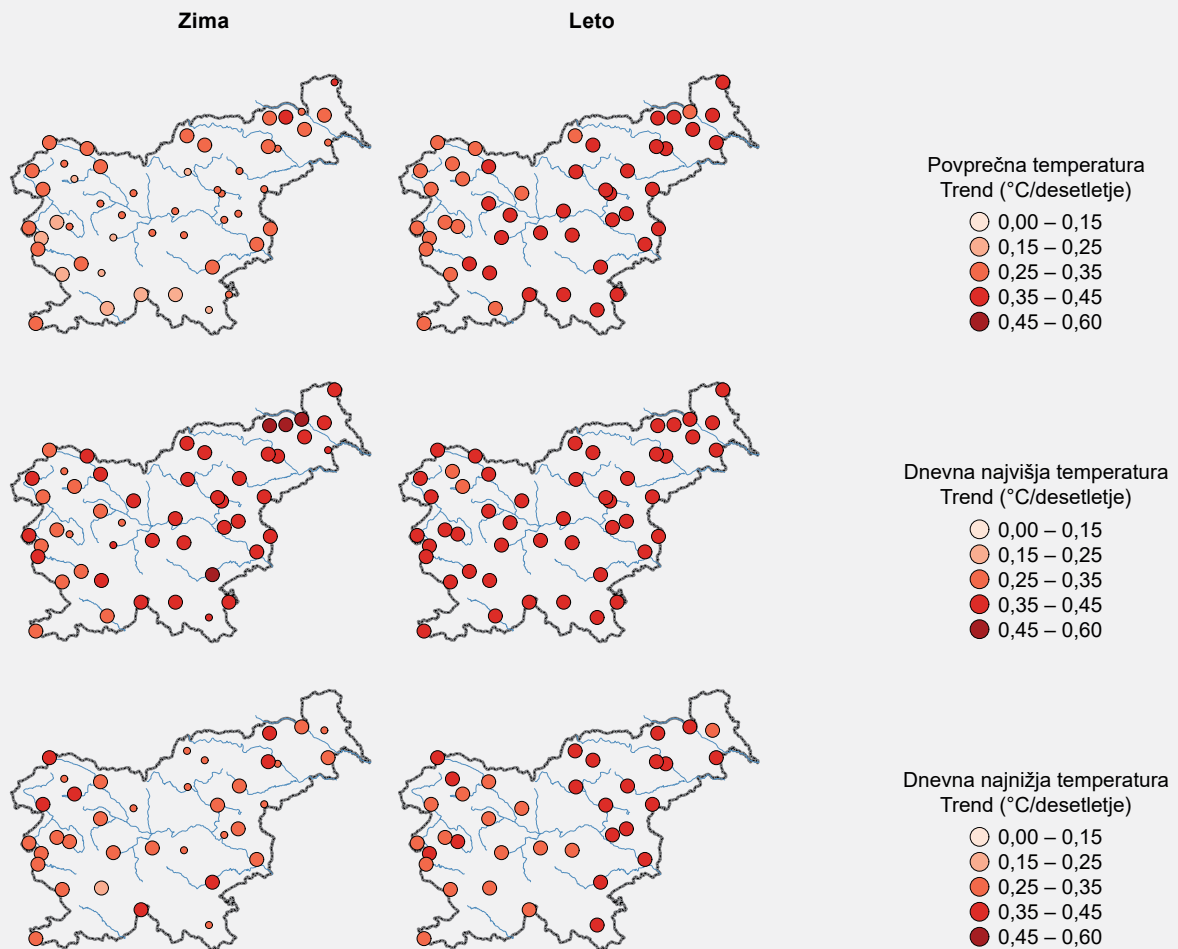 Zima
Leto
Povprečna temperatura
Trend (°C/desetletje)
0,00 – 0,15
0,15 – 0,25
0,25 – 0,35
0,35 – 0,45
0,45 – 0,60
Dnevna najvišja temperatura
Trend (°C/desetletje)
0,00 – 0,15
0,15 – 0,25
0,25 – 0,35
0,35 – 0,45
0,45 – 0,60
Dnevna najnižja temperatura
Trend (°C/desetletje)
0,00 – 0,15
0,15 – 0,25
0,25 – 0,35
0,35 – 0,45
0,45 – 0,60